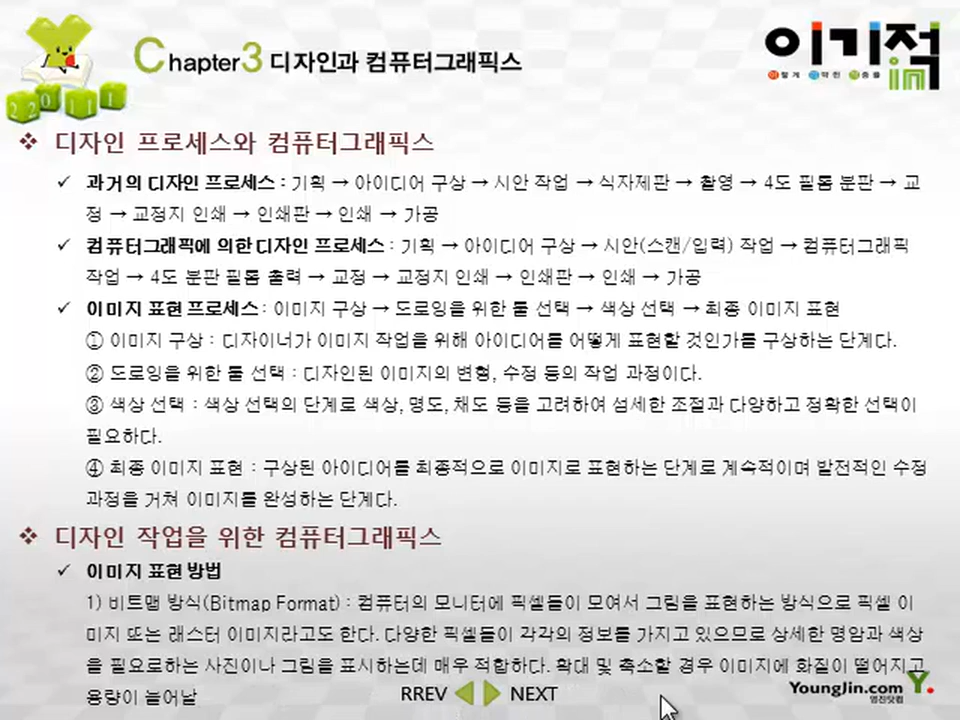 Chapter3 디자인과 컴퓨터그래픽스
이기적in
22011
❖ 디자인 프로세스와 컴퓨터그래픽스
✓ 과거의 디자인 프로세스 : 기획 → 아이디어 구상 → 시안 작업 → 식자제판 → 촬영 → 4도 필름 분판 → 교
정 → 교정지 인쇄 → 인쇄판 → 인쇄 → 가공
✓ 컴퓨터그래픽에 의한 디자인 프로세스 : 기획 → 아이디어 구상 → 시안(스캔/입력) 작업 → 컴퓨터그래픽
작업 → 4도 분판 필름 출력 → 교정 → 교정지 인쇄 → 인쇄판 → 인쇄 → 가공
✓ 이미지 표현 프로세스 : 이미지 구상 → 드로잉을 위한 툴 선택 → 색상 선택 → 최종 이미지 표현
① 이미지 구상 : 디자이너가 이미지 작업을 위해 아이디어를 어떻게 표현할 것인가를 구상하는 단계다.
② 드로잉을 위한 툴 선택 : 디자인된 이미지의 변형, 수정 등의 작업 과정이다.
③ 색상 선택 : 색상 선택의 단계로 색상, 명도, 채도 등을 고려하여 섬세한 조절과 다양하고 정확한 선택이
필요하다.
④ 최종 이미지 표현 : 구상된 아이디어를 최종적으로 이미지로 표현하는 단계로 계속적이며 발전적인 수정
과정을 거쳐 이미지를 완성하는 단계다.
❖ 디자인 작업을 위한 컴퓨터그래픽스
✓ 이미지 표현 방법
1) 비트맵 방식(Bitmap Format) : 컴퓨터의 모니터에 픽셀들이 모여서 그림을 표현하는 방식으로 픽셀 이
미지 또는 래스터 이미지라고도 한다. 다양한 픽셀들이 각각의 정보를 가지고 있으므로 상세한 명암과 색상
을 필요로하는 사진이나 그림을 표시하는데 매우 적합하다. 확대 및 축소할 경우 이미지에 화질이 떨어지고
용량이 늘어날
RREV NEXT
YoungJin.com Y.
영진닷컴